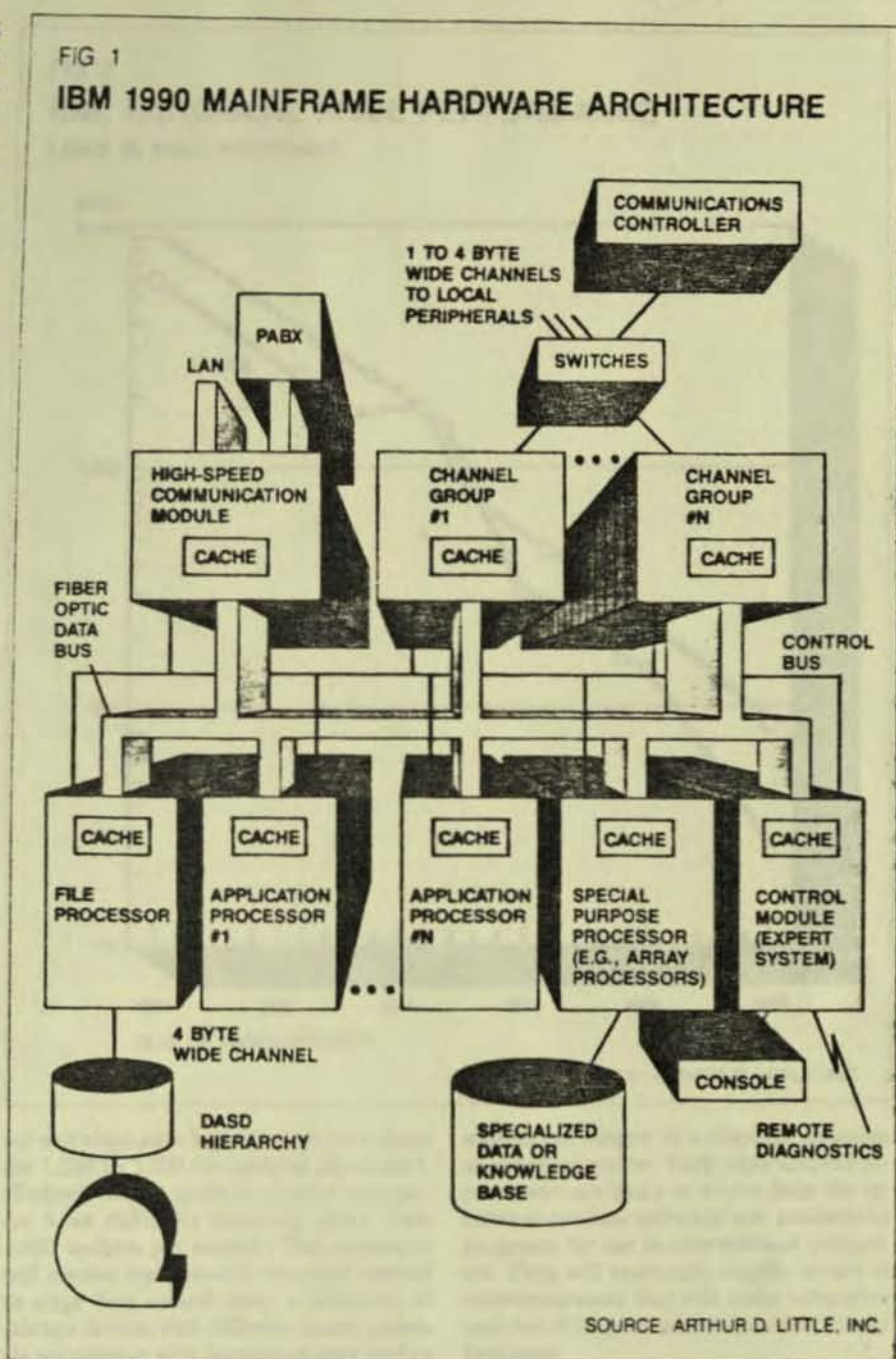 FIG 1
IBM 1990 MAINFRAME HARDWARE ARCHITECTURE
COMMUNICATIONS
CONTROLLER
1 TO 4 BYTE
WIDE CHANNELS
TO LOCAL
PERIPHERALS
PABX
LAN
SWITCHES
HIGH-SPEED
COMMUNICATION
MODULE
CACHE
CHANNEL
GROUP
#1
CACHE
CHANNEL
GROUP
#N
CACHE
FIBER
OPTIC
DATA
BUS
CONTROL
BUS
CACHE
FILE
PROCESSOR
CACHE
APPLICATION
PROCESSOR
#1
CACHE
APPLICATION
PROCESSOR
#N
CACHE
SPECIAL
PURPOSE
PROCESSOR
(E.G., ARRAY
PROCESSORS)
CACHE
CONTROL
MODULE
(EXPERT
SYSTEM)
4 BYTE
WIDE CHANNEL
DASD
HIERARCHY
SPECIALIZED
DATA OR
KNOWLEDGE
BASE
CONSOLE
REMOTE
DIAGNOSTICS
SOURCE: ARTHUR D. LITTLE, INC.